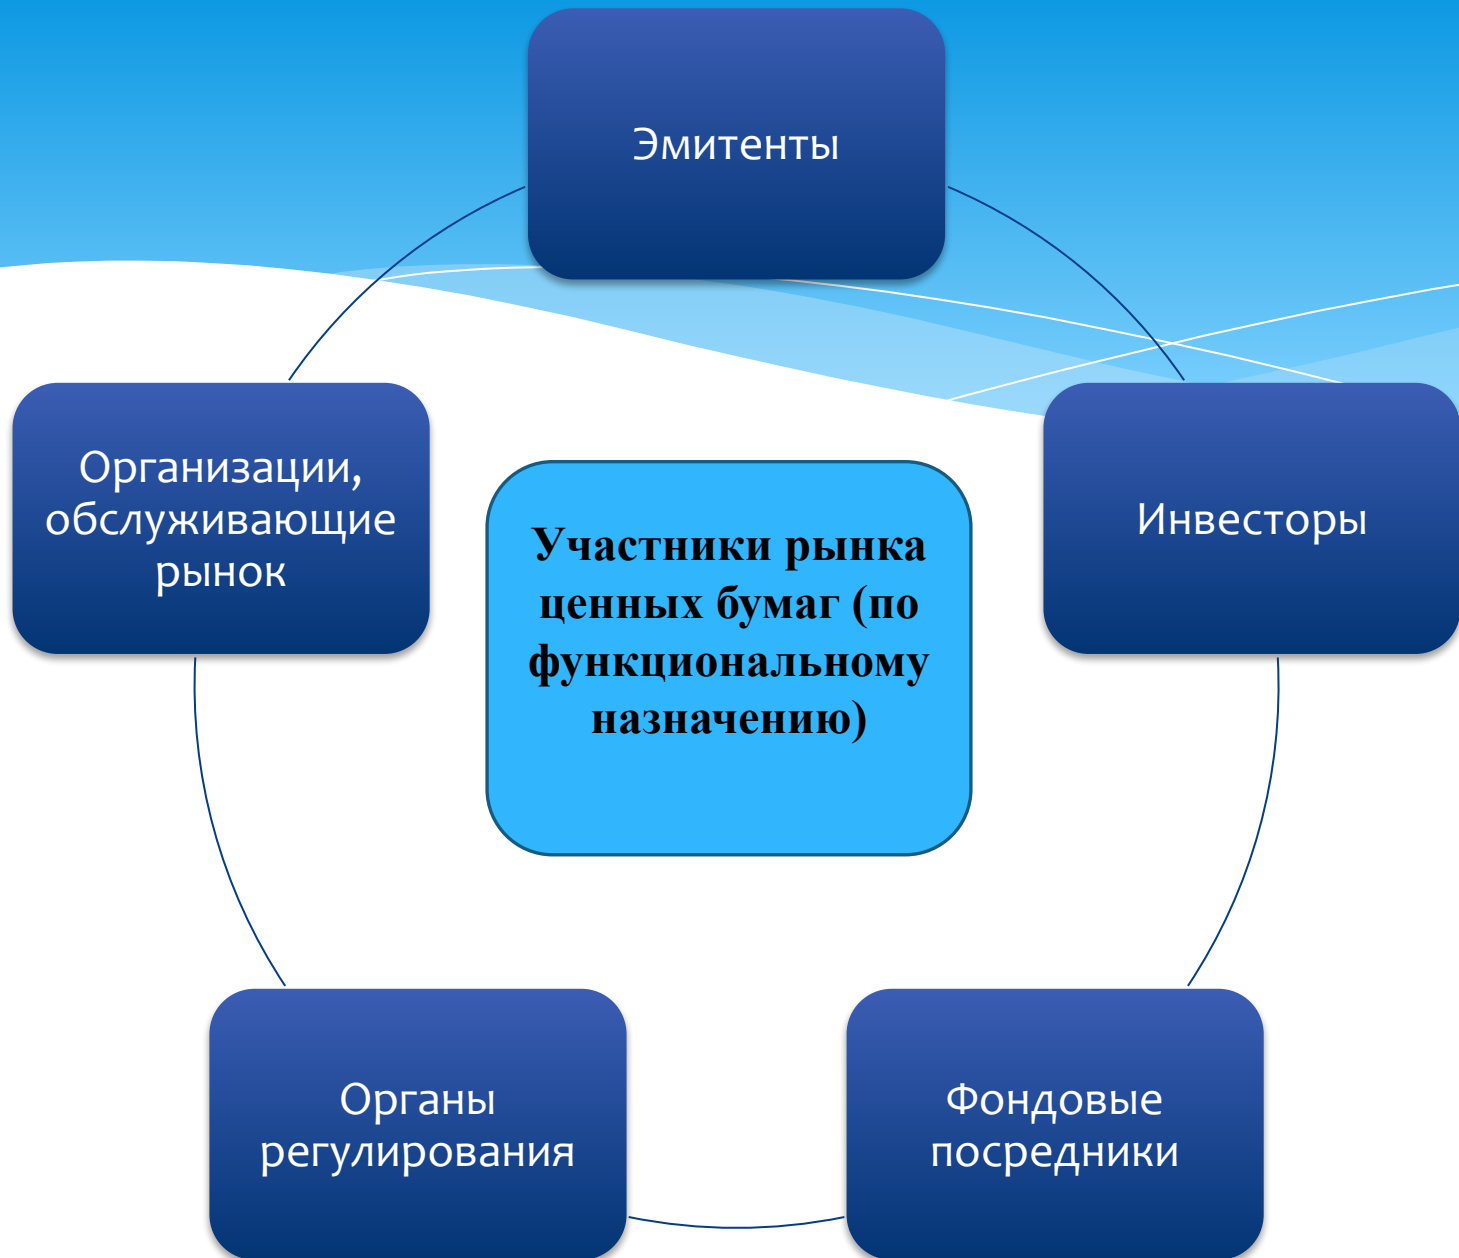 Эмитенты
Организации,
обслуживающие
рынок
Участники рынка
ценных бумаг (по
функциональному
назначению)
Инвесторы
Органы
регулирования
Фондовые
посредники